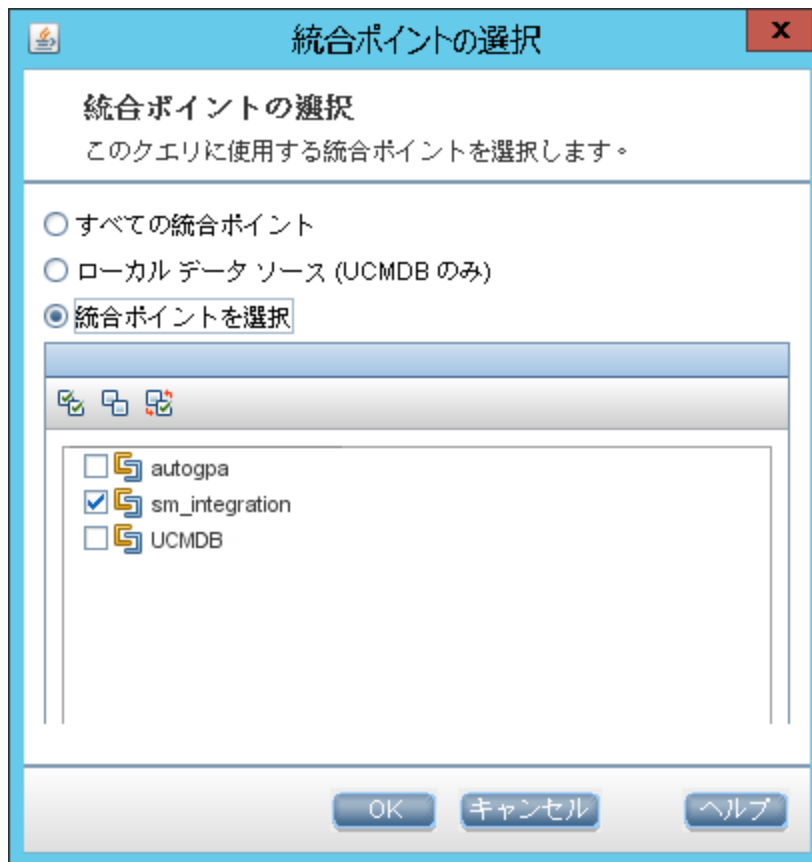 統合ポイントの選択
x
統合ポイントの選択
このクエリに使用する統合ポイントを選択します。
すべての統合ポイント
ローカル データ ソース (UCMDB のみ)
統合ポイントを選択
autogpa
sm_integration
UCMDB
OK キャンセル ヘルプ